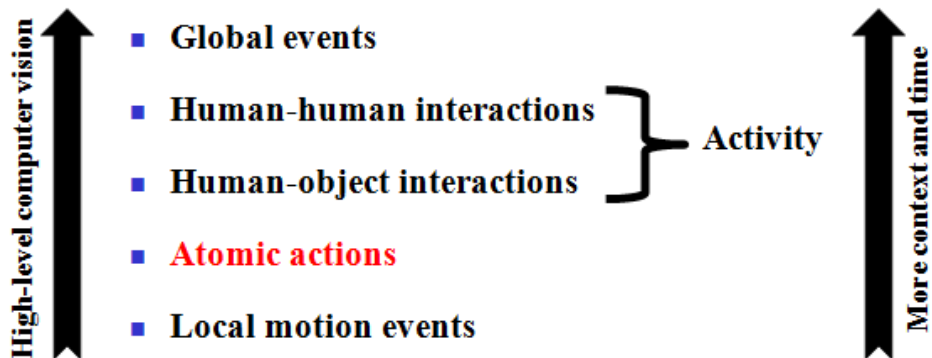 High-level computer vision
Global events
Human-human interactions
Activity
Human-object interactions
Atomic actions
Local motion events
More context and time